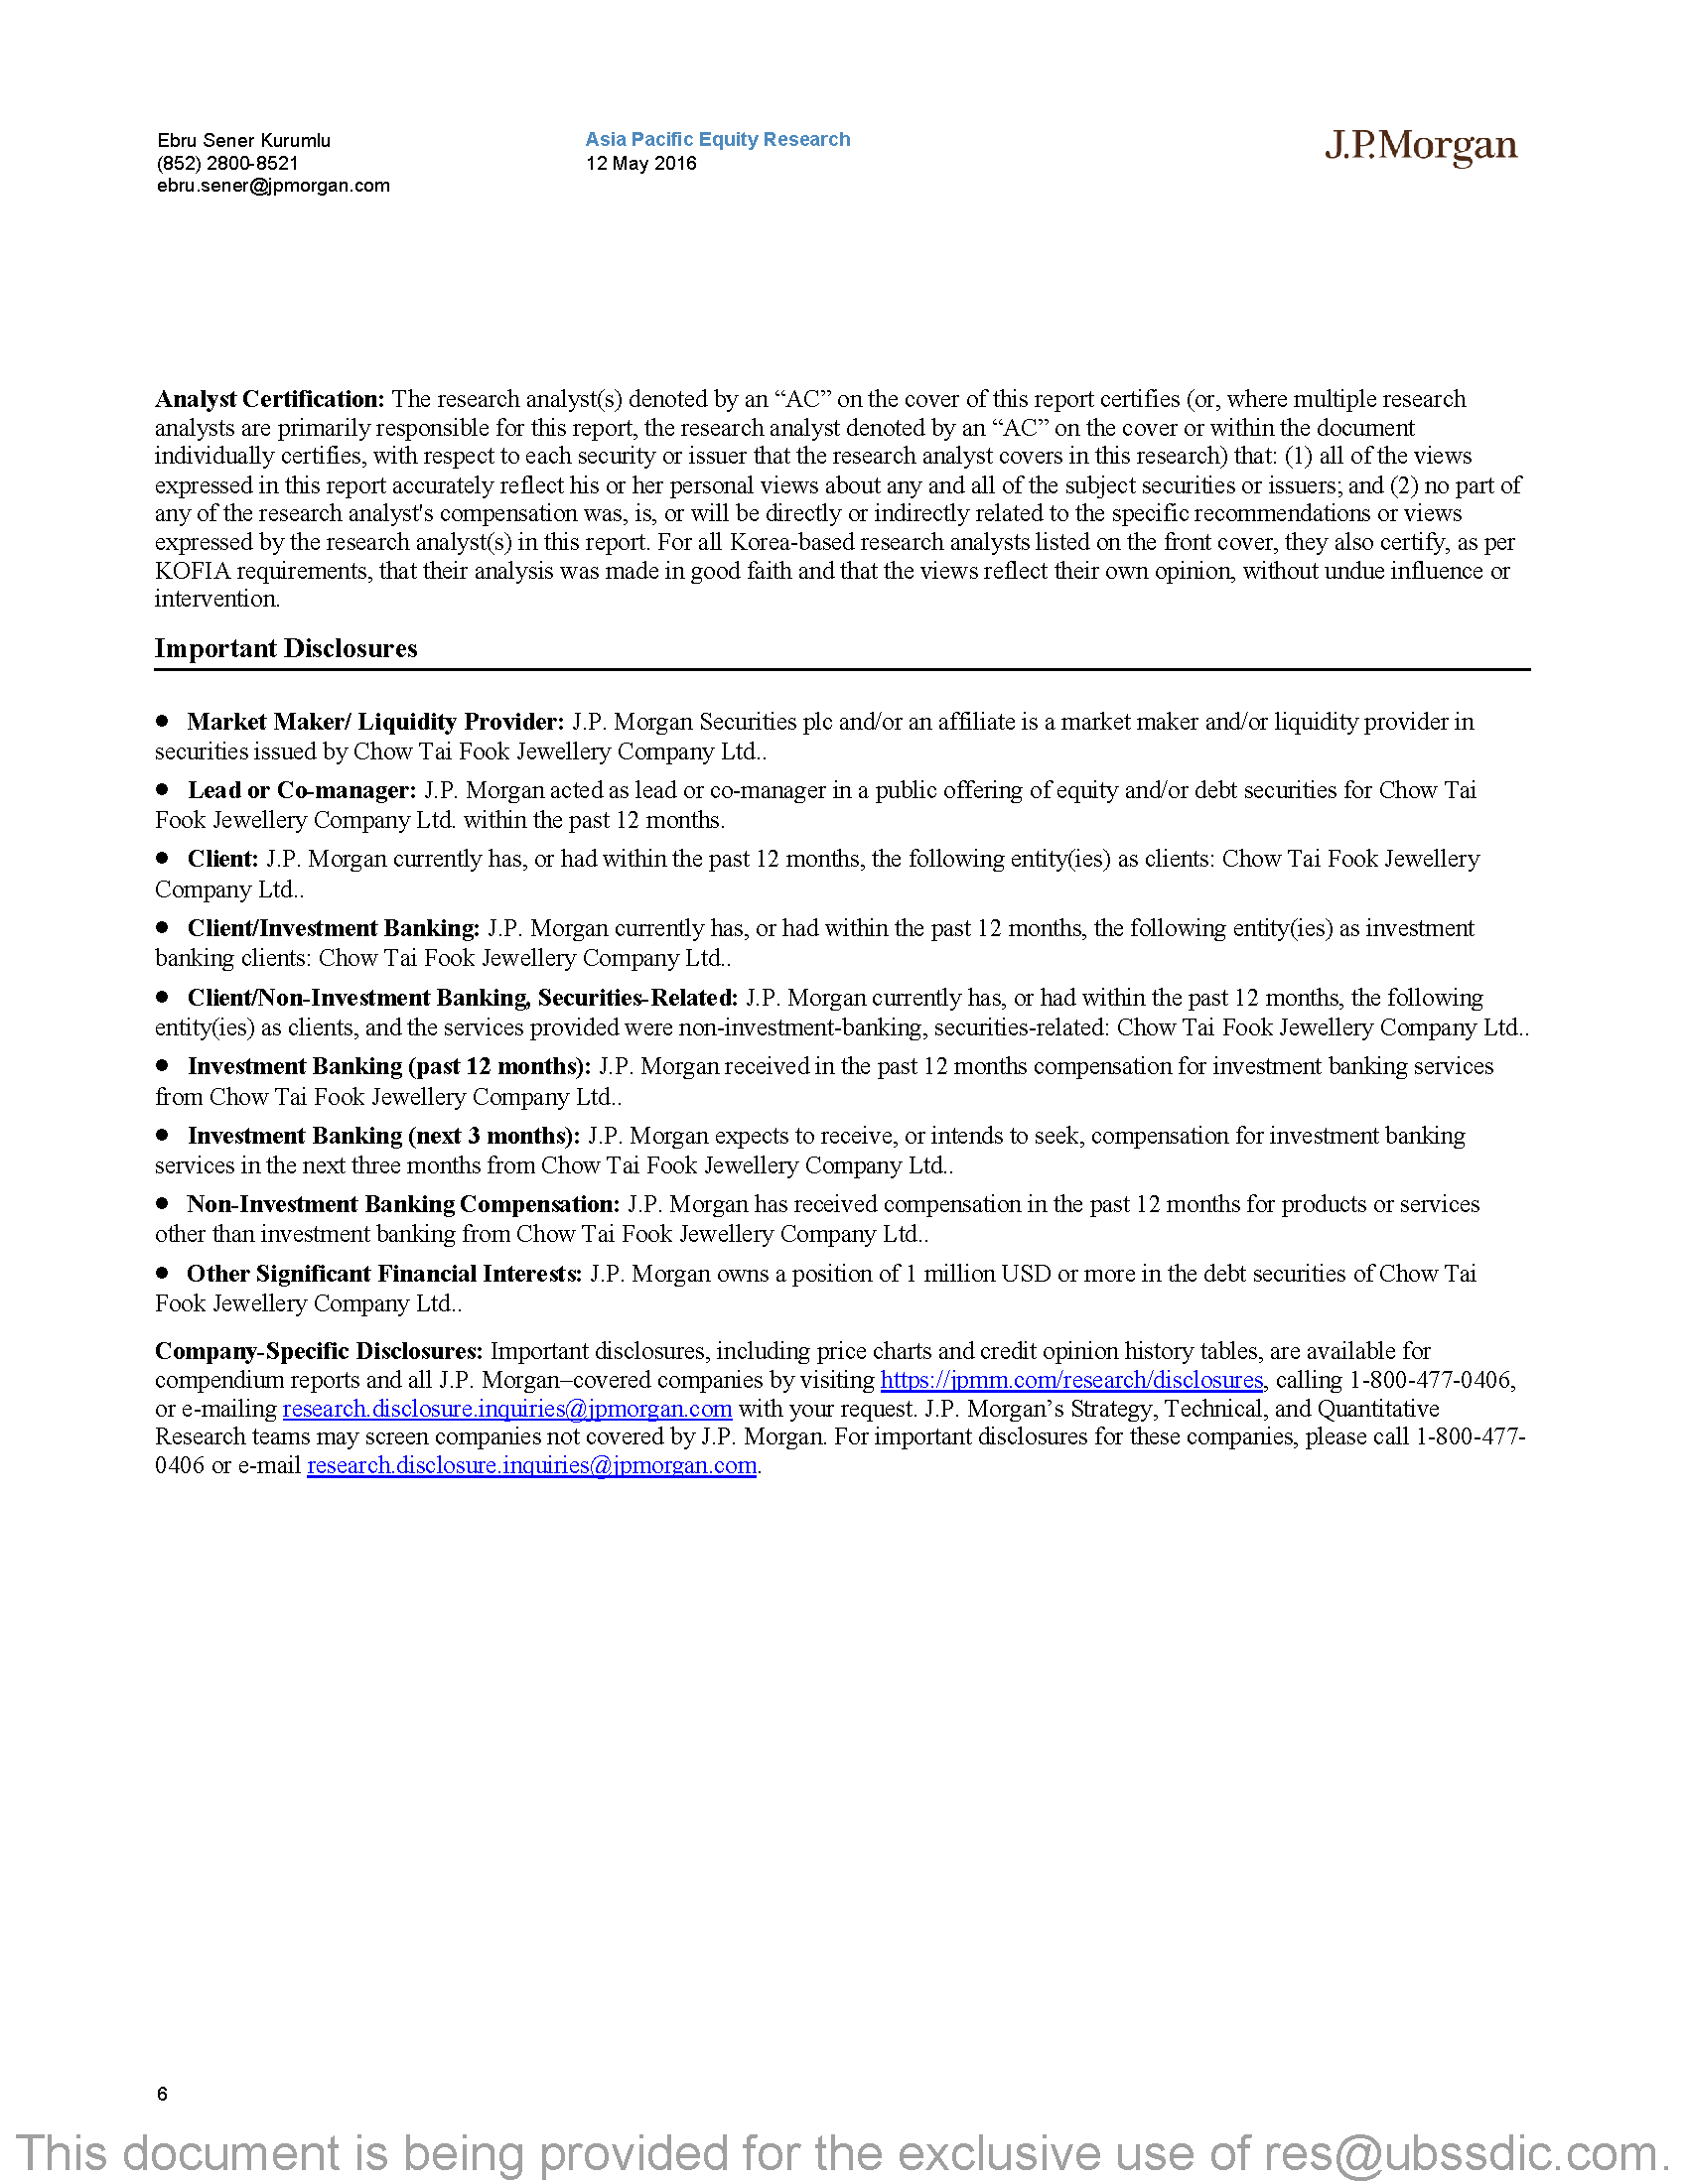 Ebru Sener Kurumlu
(852) 2800-8521
ebru.sener@jpmorgan.com
Asia Pacific Equity Research
12 May 2016
J.P.Morgan
Analyst Certification: The research analyst(s) denoted by an “AC” on the cover of this report certifies (or, where multiple research
analysts are primarily responsible for this report, the research analyst denoted by an “AC” on the cover or within the document
individually certifies, with respect to each security or issuer that the research analyst covers in this research) that: (1) all of the views
expressed in this report accurately reflect his or her personal views about any and all of the subject securities or issuers; and (2) no part of
any of the research analyst's compensation was, is, or will be directly or indirectly related to the specific recommendations or views
expressed by the research analyst(s) in this report. For all Korea-based research analysts listed on the front cover, they also certify, as per
KOFIA requirements, that their analysis was made in good faith and that the views reflect their own opinion, without undue influence or
intervention.
Important Disclosures
● Market Maker/ Liquidity Provider: J.P. Morgan Securities plc and/or an affiliate is a market maker and/or liquidity provider in
securities issued by Chow Tai Fook Jewellery Company Ltd..
● Lead or Co-manager: J.P. Morgan acted as lead or co-manager in a public offering of equity and/or debt securities for Chow Tai
Fook Jewellery Company Ltd. within the past 12 months.
● Client: J.P. Morgan currently has, or had within the past 12 months, the following entity(ies) as clients: Chow Tai Fook Jewellery
Company Ltd..
● Client/Investment Banking: J.P. Morgan currently has, or had within the past 12 months, the following entity(ies) as investment
banking clients: Chow Tai Fook Jewellery Company Ltd..
● Client/Non-Investment Banking, Securities-Related: J.P. Morgan currently has, or had within the past 12 months, the following
entity(ies) as clients, and the services provided were non-investment-banking, securities-related: Chow Tai Fook Jewellery Company Ltd..
● Investment Banking (past 12 months): J.P. Morgan received in the past 12 months compensation for investment banking services
from Chow Tai Fook Jewellery Company Ltd..
● Investment Banking (next 3 months): J.P. Morgan expects to receive, or intends to seek, compensation for investment banking
services in the next three months from Chow Tai Fook Jewellery Company Ltd..
● Non-Investment Banking Compensation: J.P. Morgan has received compensation in the past 12 months for products or services
other than investment banking from Chow Tai Fook Jewellery Company Ltd..
● Other Significant Financial Interests: J.P. Morgan owns a position of 1 million USD or more in the debt securities of Chow Tai
Fook Jewellery Company Ltd..
Company-Specific Disclosures: Important disclosures, including price charts and credit opinion history tables, are available for
compendium reports and all J.P. Morgan–covered companies by visiting https://jpmm.com/research/disclosures, calling 1-800-477-0406,
or e-mailing research.disclosure.inquiries@jpmorgan.com with your request. J.P. Morgan’s Strategy, Technical, and Quantitative
Research teams may screen companies not covered by J.P. Morgan. For important disclosures for these companies, please call 1-800-477-
0406 or e-mail research.disclosure.inquiries@jpmorgan.com.
6
This document is being provided for the exclusive use of res@ubssdic.com.